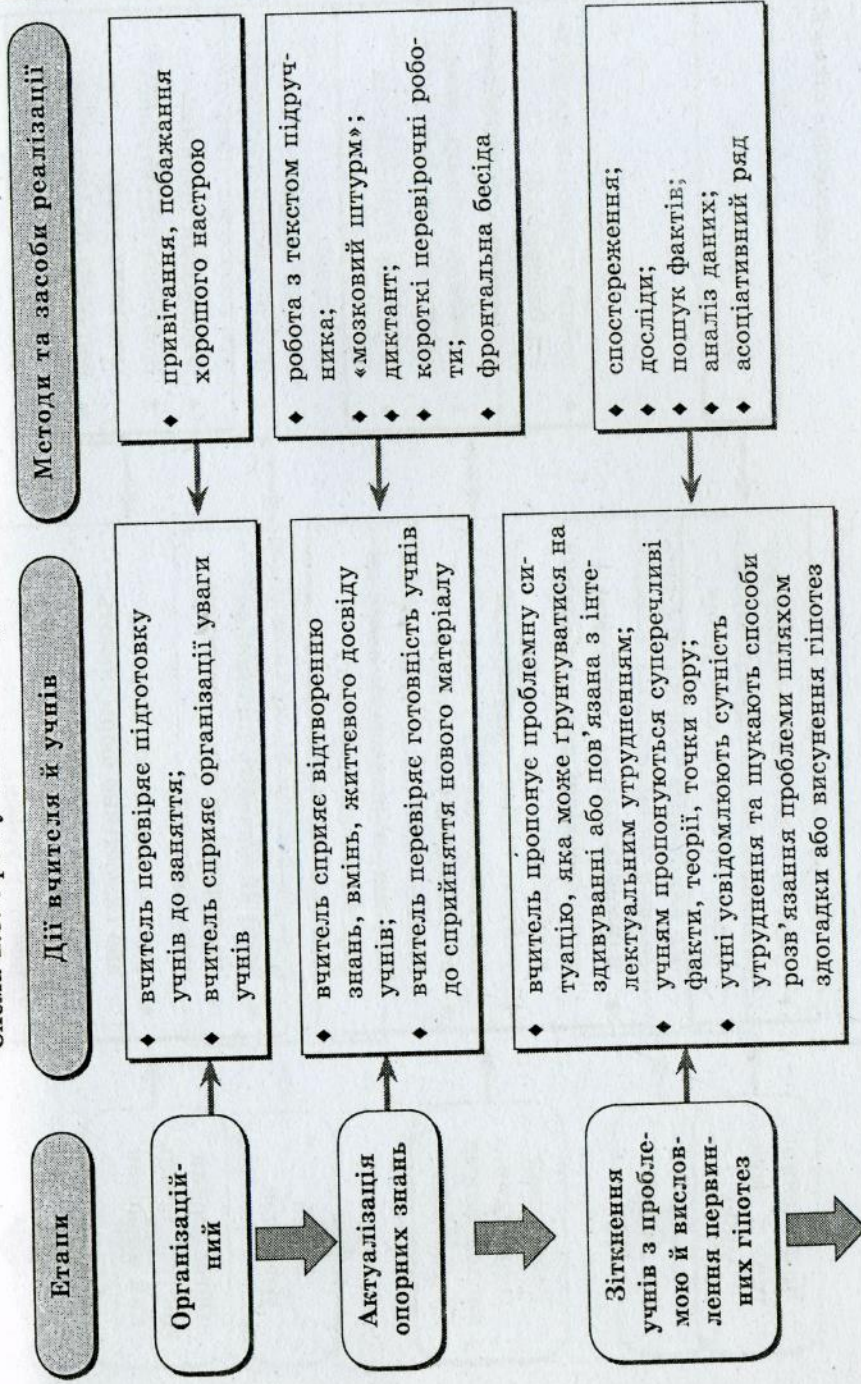 Етапи
Дії вчителя й учнів
Методи та засоби реалізації
Організацій-
ний
♦ вчитель перевіряє підготовку
учнів до заняття;
♦ вчитель сприяє організації уваги
учнів
♦ привітання, побажання
хорошого настрою
Актуалізація
опорних знань
♦ вчитель сприяє відтворенню
знань, вмінь, життєвого досвіду
учнів;
♦ вчитель перевіряє готовність учнів
до сприйняття нового матеріалу
♦ робота з текстом підруч-
ника;
♦ «мозковий штурм»;
♦ диктант;
♦ короткі перевірочні робо-
ти;
♦ фронтальна бесіда
Зіткнення
учнів з пробле-
мою й вислов-
лення первин-
них гіпотез
♦ вчитель пропонує проблемну си-
туацію, яка може ґрунтуватися на
здивуванні або пов'язана з інте-
лектуальним утрудненням;
♦ учням пропонуються суперечливі
факти, теорії, точки зору;
♦ учні усвідомлюють сутність
утруднення та шукають способи
розв'язання проблеми шляхом
здогадки або висунення гіпотез
♦ спостереження;
♦ досліди;
♦ пошук фактів;
♦ аналіз даних;
♦ асоціативний ряд